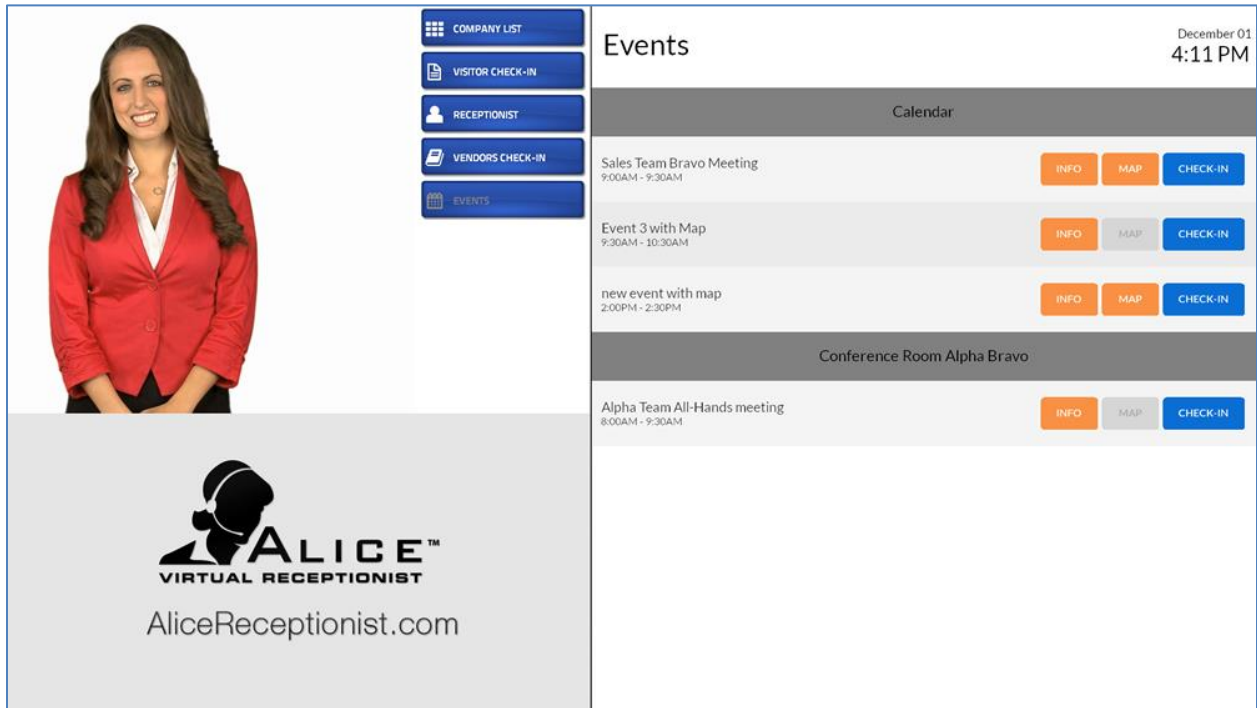 COMPANY LIST
VISITOR CHECK-IN
RECEPTIONIST
VENDORS CHECK-IN
EVENTS
ALICE™
VIRTUAL RECEPTIONIST
AliceReceptionist.com
Events
December 01
4:11 PM
Calendar
Sales Team Bravo Meeting
9:00AM - 9:30AM
INFO MAP CHECK-IN
Event 3 with Map
9:30AM - 10:30AM
INFO MAP CHECK-IN
new event with map
2:00PM - 2:30PM
INFO MAP CHECK-IN
Conference Room Alpha Bravo
Alpha Team All-Hands meeting
8:00AM - 9:30AM
INFO MAP CHECK-IN